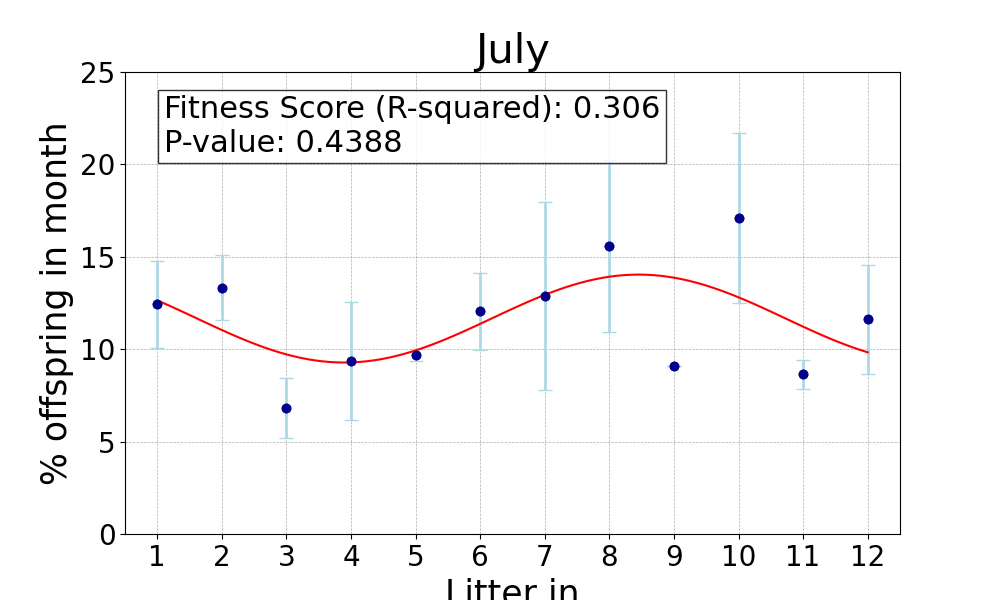 July
Fitness Score (R-squared): 0.306
P-value: 0.4388
% offspring in month
25
20
15
10
5
0
1 2 3 4 5 6 7 8 9 10 11 12
Litter in